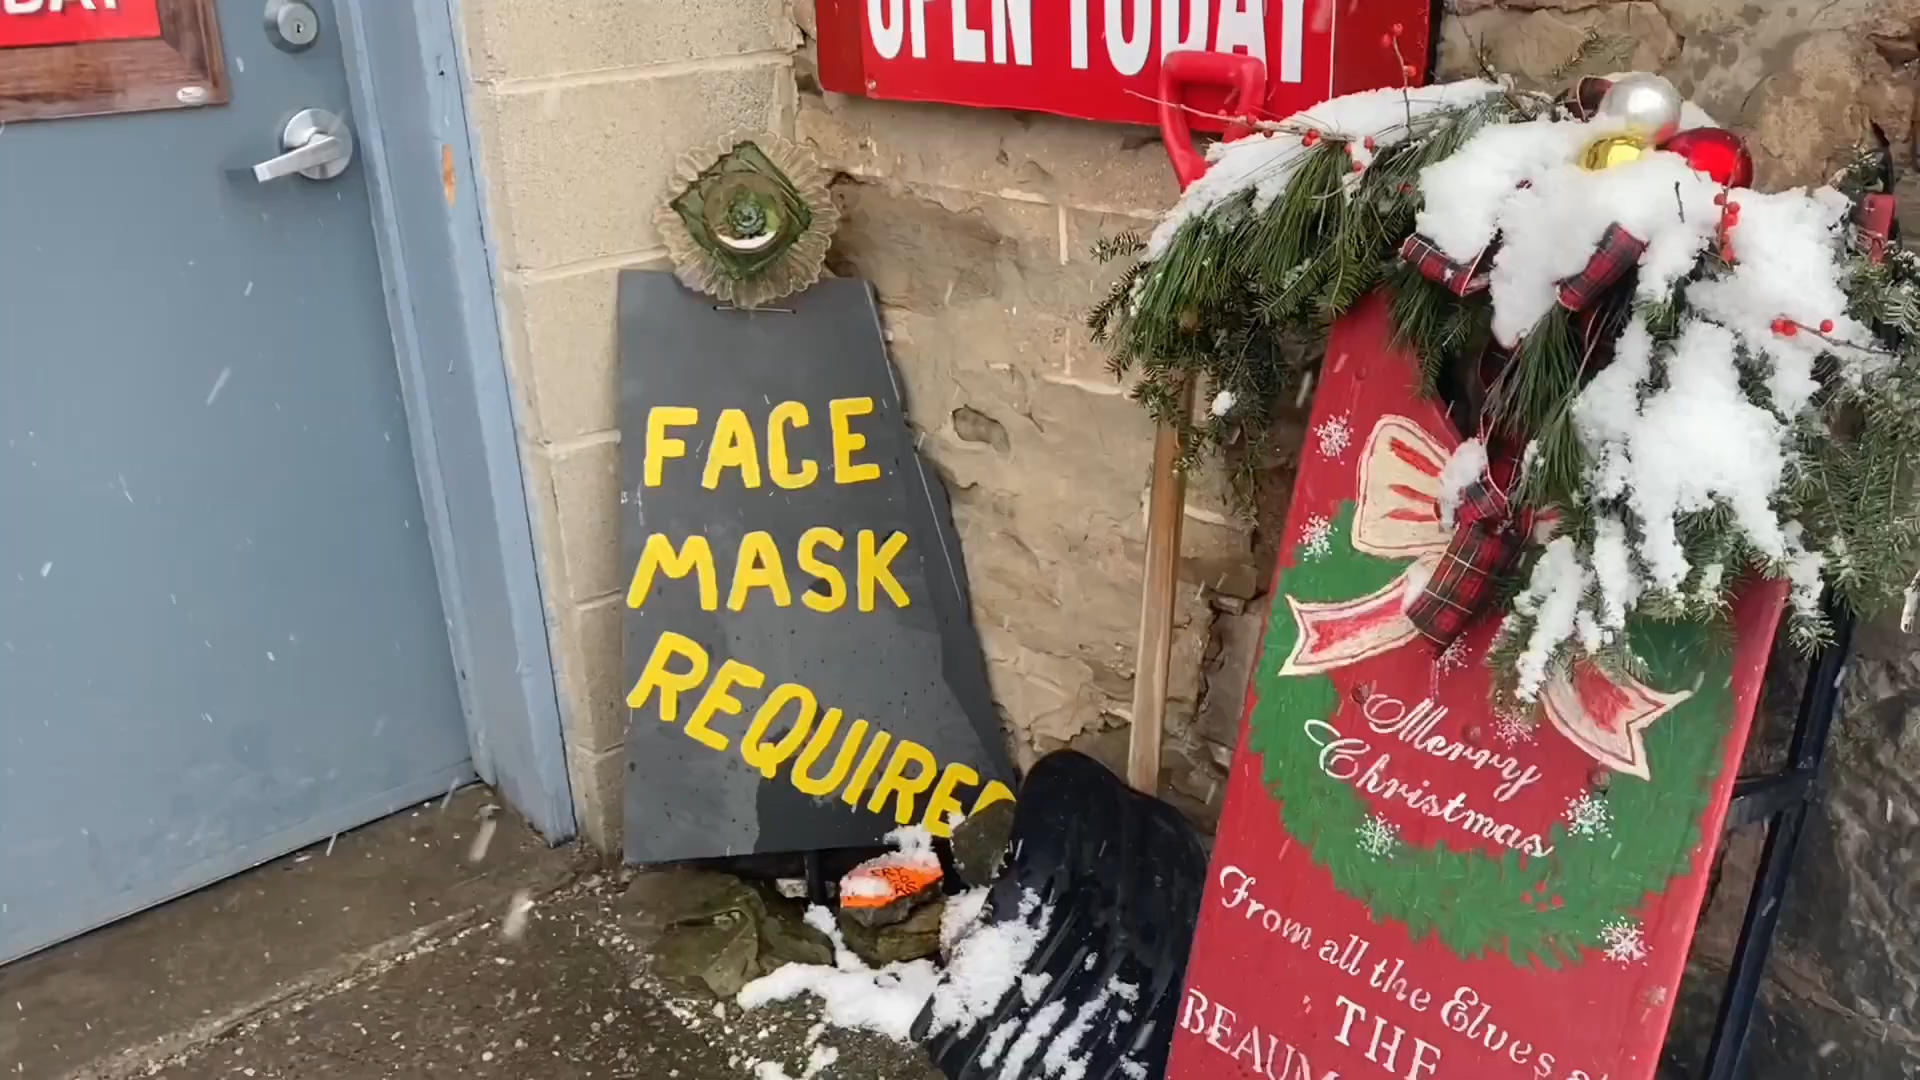 OPEN TODAY
FACE
MASK
REQUIRED
Merry
Christmas
From all the Elves
THE